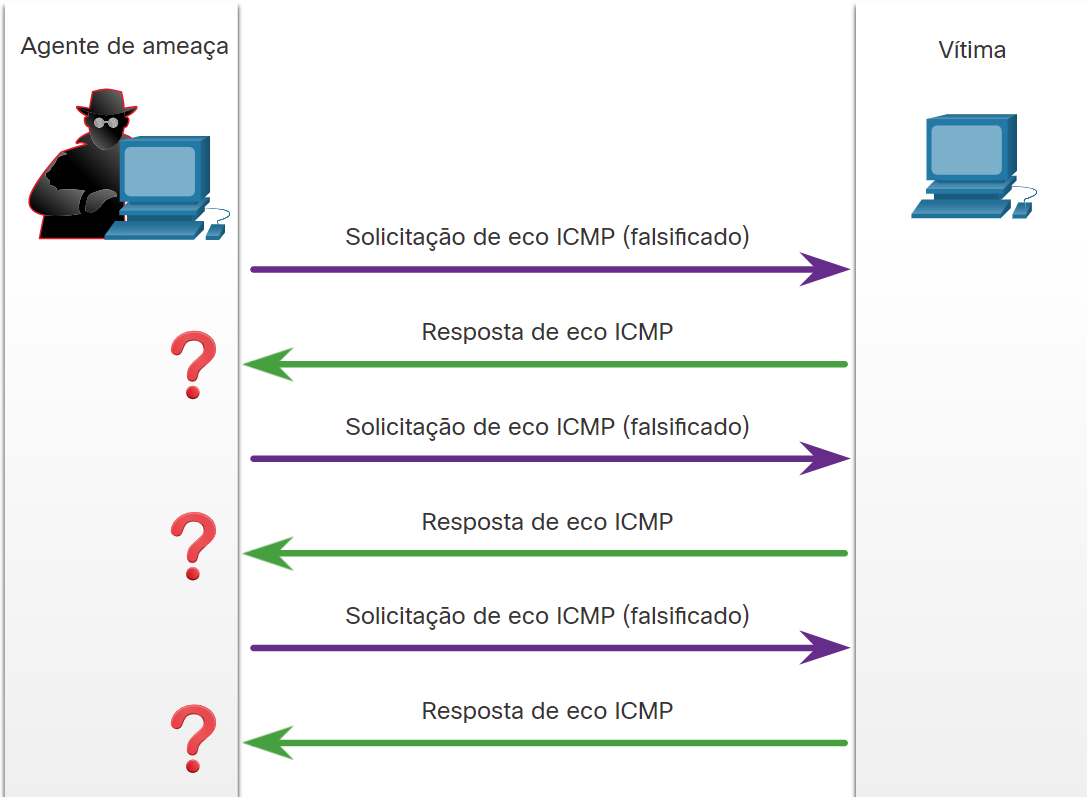 Agente de ameaça
Vítima
Solicitação de eco ICMP (falsificado)
Resposta de eco ICMP
Solicitação de eco ICMP (falsificado)
Resposta de eco ICMP
Solicitação de eco ICMP (falsificado)
Resposta de eco ICMP